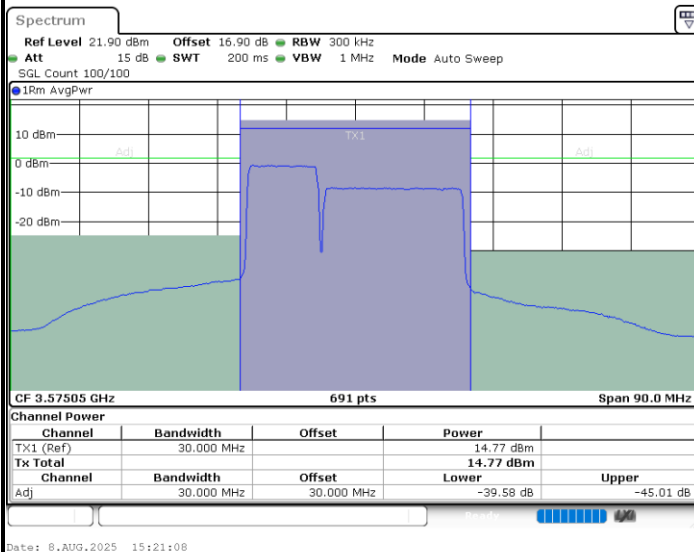 Spectrum
Ref Level 21.90 dBm Offset 16.90 dB RBW 300 kHz
Att 15 dB SWT 200 ms VBW 1 MHz Mode Auto Sweep
SGL Count 100/100
1Rm AvgPwr
10 dBm
TX1
Adj Adj
0 dBm
-10 dBm
-20 dBm
CF 3.57505 GHz 691 pts Span 90.0 MHz
Channel Power
Channel Bandwidth Offset Power
TX1 (Ref) 30.000 MHz 14.77 dBm
Tx Total 14.77 dBm
Channel Bandwidth Offset Lower Upper
Adj 30.000 MHz 30.000 MHz -39.58 dB -45.01 dB
Ready
Date: 8.AUG.2025 15:21:08